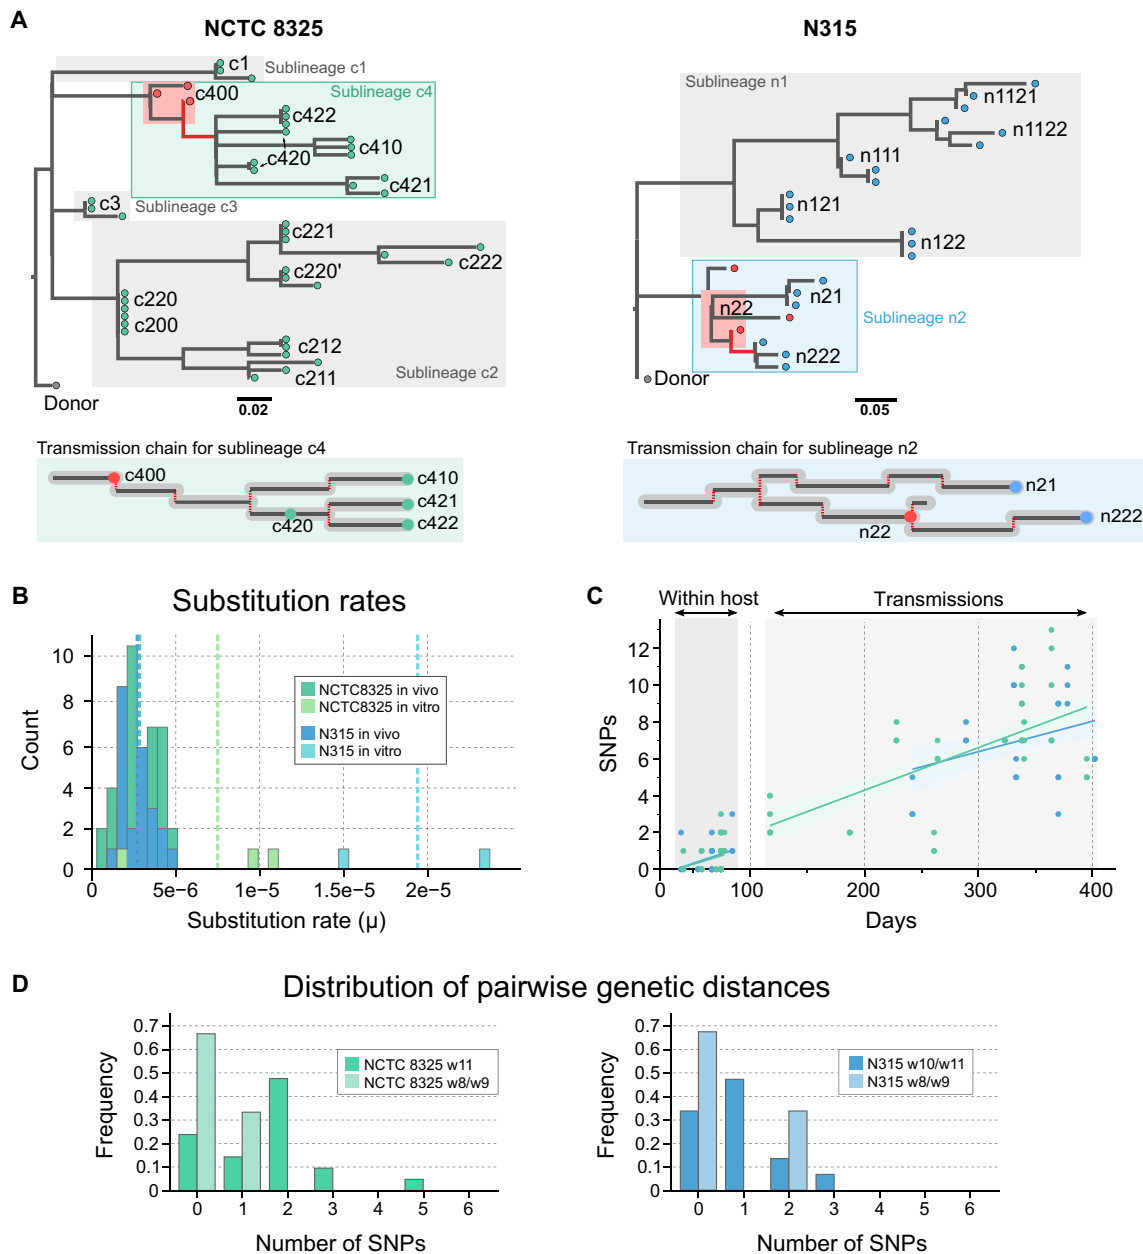 A
NCTC 8325
N315
c1
Sublineage c1
c400
Sublineage c4
c422
c410
c420
c421
c3
Sublineage c3
c221
c222
c220'
c220
c200
c212
c211
Sublineage c2
Donor
0.02
Sublineage n1
n1121
n1122
n111
n121
n122
n21
n22
Sublineage n2
n222
Donor
0.05
Transmission chain for sublineage c4
c400
c410
c421
c420
c422
Transmission chain for sublineage n2
n21
n22
n222
B
Substitution rates
10
8
6
4
2
0
Count
NCTC8325 in vivo
NCTC8325 in vitro
N315 in vivo
N315 in vitro
0
5e−6
1e−5
1.5e−5
2e−5
Substitution rate (μ)
C
Within host
Transmissions
12
10
8
6
4
2
0
SNPs
0
100
200
300
400
Days
D
Distribution of pairwise genetic distances
0.7
0.6
0.5
0.4
0.3
0.2
0.1
0
Frequency
NCTC 8325 w11
NCTC 8325 w8/w9
0 1 2 3 4 5 6
Number of SNPs
0.7
0.6
0.5
0.4
0.3
0.2
0.1
0
Frequency
N315 w10/w11
N315 w8/w9
0 1 2 3 4 5 6
Number of SNPs